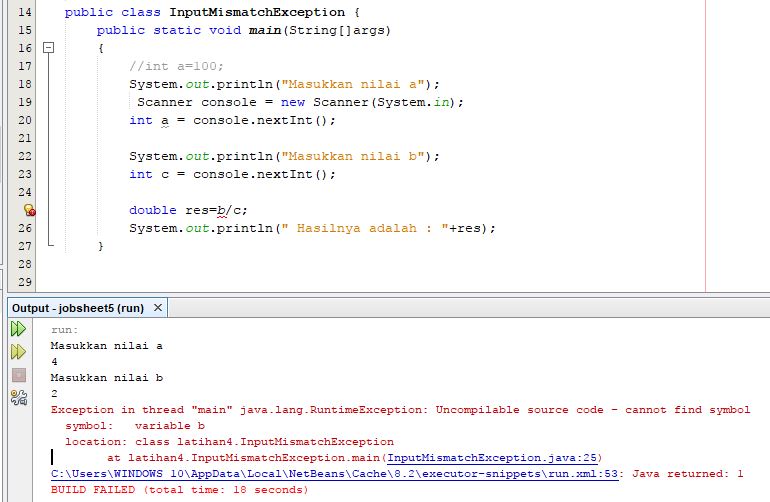 14 public class InputMismatchException {
15 public static void main(String[]args)
16 {
17 //int a=100;
18 System.out.println("Masukkan nilai a");
19 Scanner console = new Scanner(System.in);
20 int a = console.nextInt();
21
22 System.out.println("Masukkan nilai b");
23 int c = console.nextInt();
24
double res=b/c;
26 System.out.println(" Hasilnya adalah : "+res);
27 }
28
29
Output - jobsheet5 (run) ×
run:
Masukkan nilai a
4
Masukkan nilai b
2
Exception in thread "main" java.lang.RuntimeException: Uncompilable source code - cannot find symbol
symbol: variable b
location: class latihan4.InputMismatchException
at latihan4.InputMismatchException.main(InputMismatchException.java:25)
C:\Users\WINDOWS 10\AppData\Local\NetBeans\Cache\8.2\executor-snippets\run.xml:53: Java returned: 1
BUILD FAILED (total time: 18 seconds)